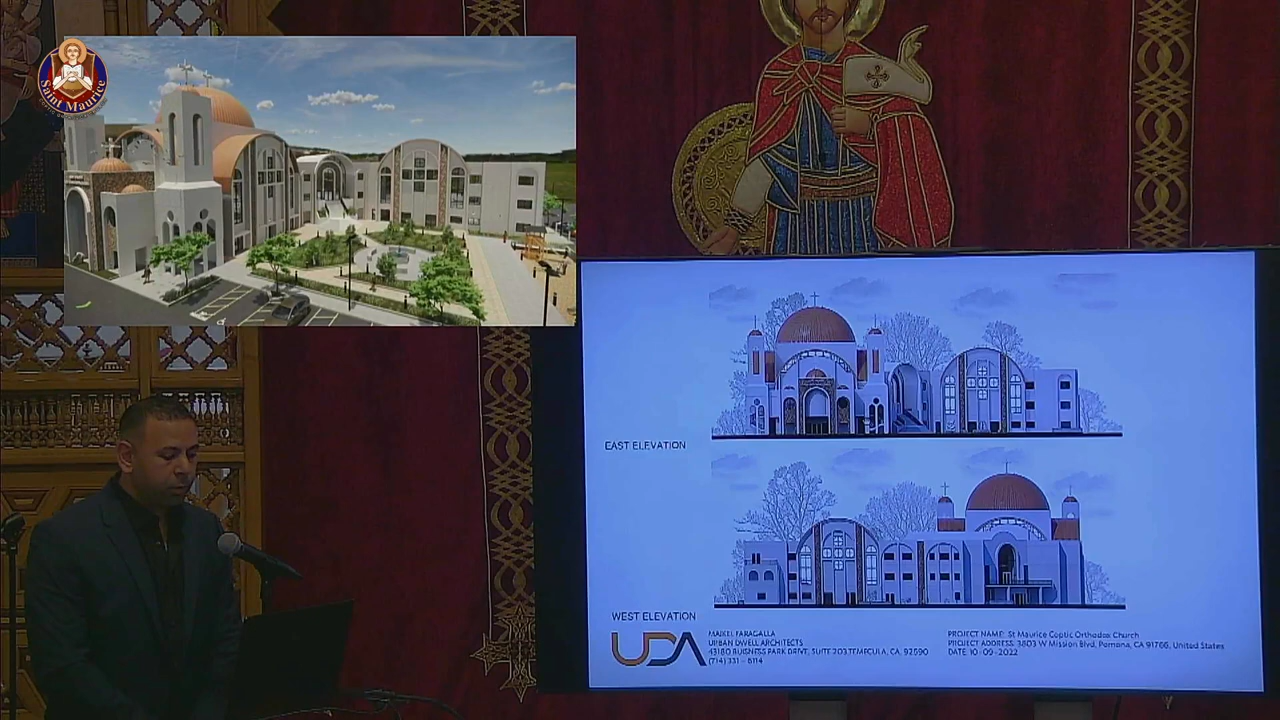 Saint Maurice
EAST ELEVATION
WEST ELEVATION
UDA
MAIKEL FARAGALLA
URBAN DWELL ARCHITECTS
43180 BUISNESS PARK DRIVE, SUITE 203 TEMECULA, CA, 92590
(714) 331 - 6114
PROJECT NAME: St Maurice Coptic Orthodox Church
PROJECT ADDRESS: 3803 W Mission Blvd, Pomona, CA 91766, United States
DATE: 10-09-2022